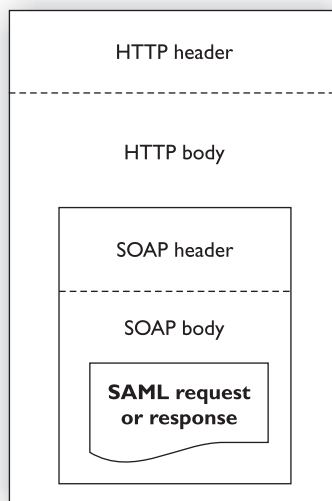 HTTP header
HTTP body
SOAP header
SOAP body
SAML request
or response